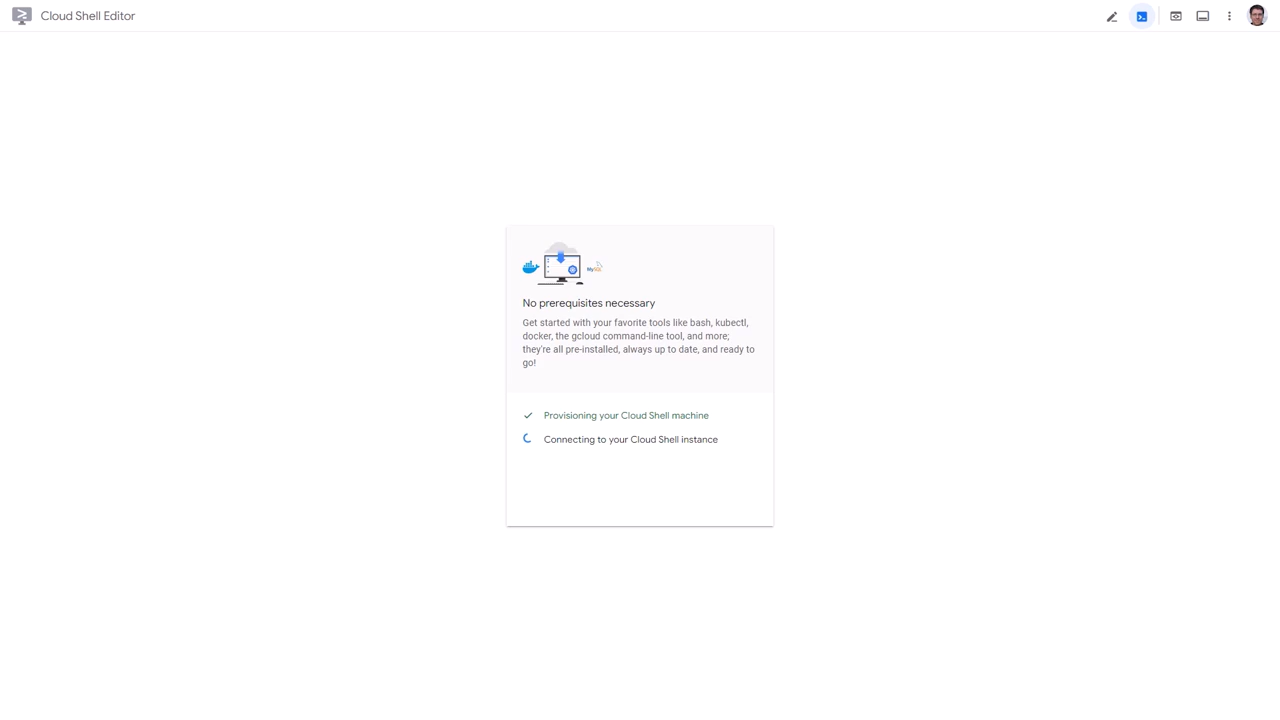 Cloud Shell Editor
MySQL
No prerequisites necessary
Get started with your favorite tools like bash, kubectl,
docker, the gcloud command-line tool, and more;
they're all pre-installed, always up to date, and ready to
go!
Provisioning your Cloud Shell machine
Connecting to your Cloud Shell instance